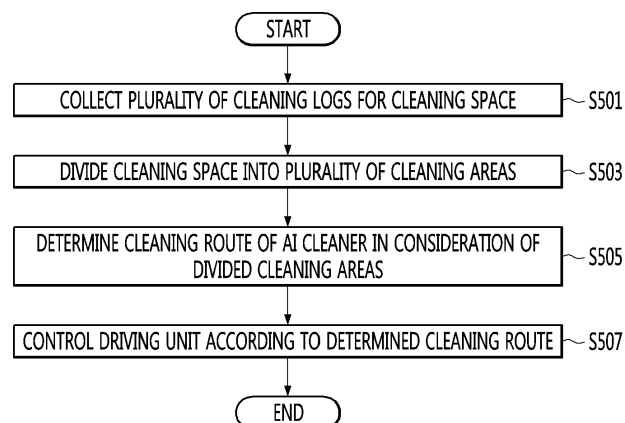 START
COLLECT PLURALITY OF CLEANING LOGS FOR CLEANING SPACE
S501
DIVIDE CLEANING SPACE INTO PLURALITY OF CLEANING AREAS
S503
DETERMINE CLEANING ROUTE OF AI CLEANER IN CONSIDERATION OF
DIVIDED CLEANING AREAS
S505
CONTROL DRIVING UNIT ACCORDING TO DETERMINED CLEANING ROUTE
S507
END